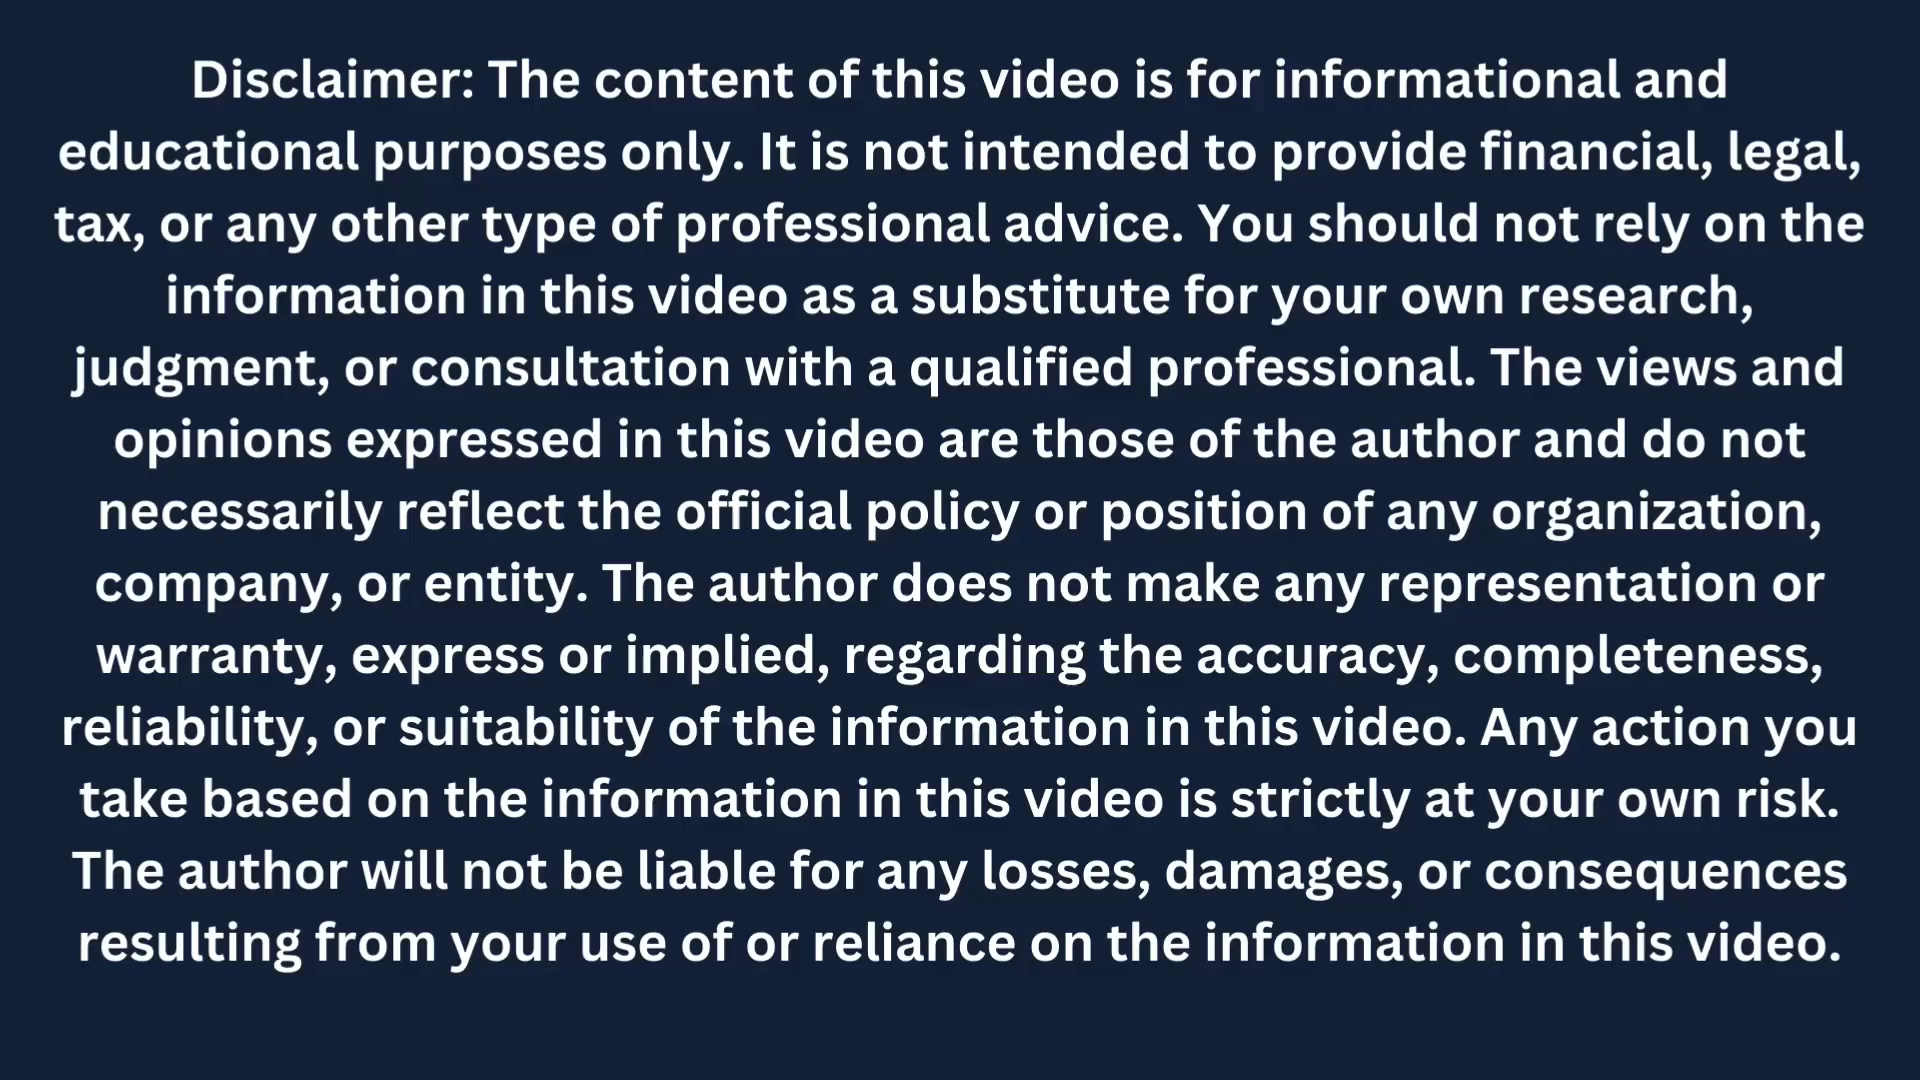 Disclaimer: The content of this video is for informational and
educational purposes only. It is not intended to provide financial, legal,
tax, or any other type of professional advice. You should not rely on the
information in this video as a substitute for your own research,
judgment, or consultation with a qualified professional. The views and
opinions expressed in this video are those of the author and do not
necessarily reflect the official policy or position of any organization,
company, or entity. The author does not make any representation or
warranty, express or implied, regarding the accuracy, completeness,
reliability, or suitability of the information in this video. Any action you
take based on the information in this video is strictly at your own risk.
The author will not be liable for any losses, damages, or consequences
resulting from your use of or reliance on the information in this video.